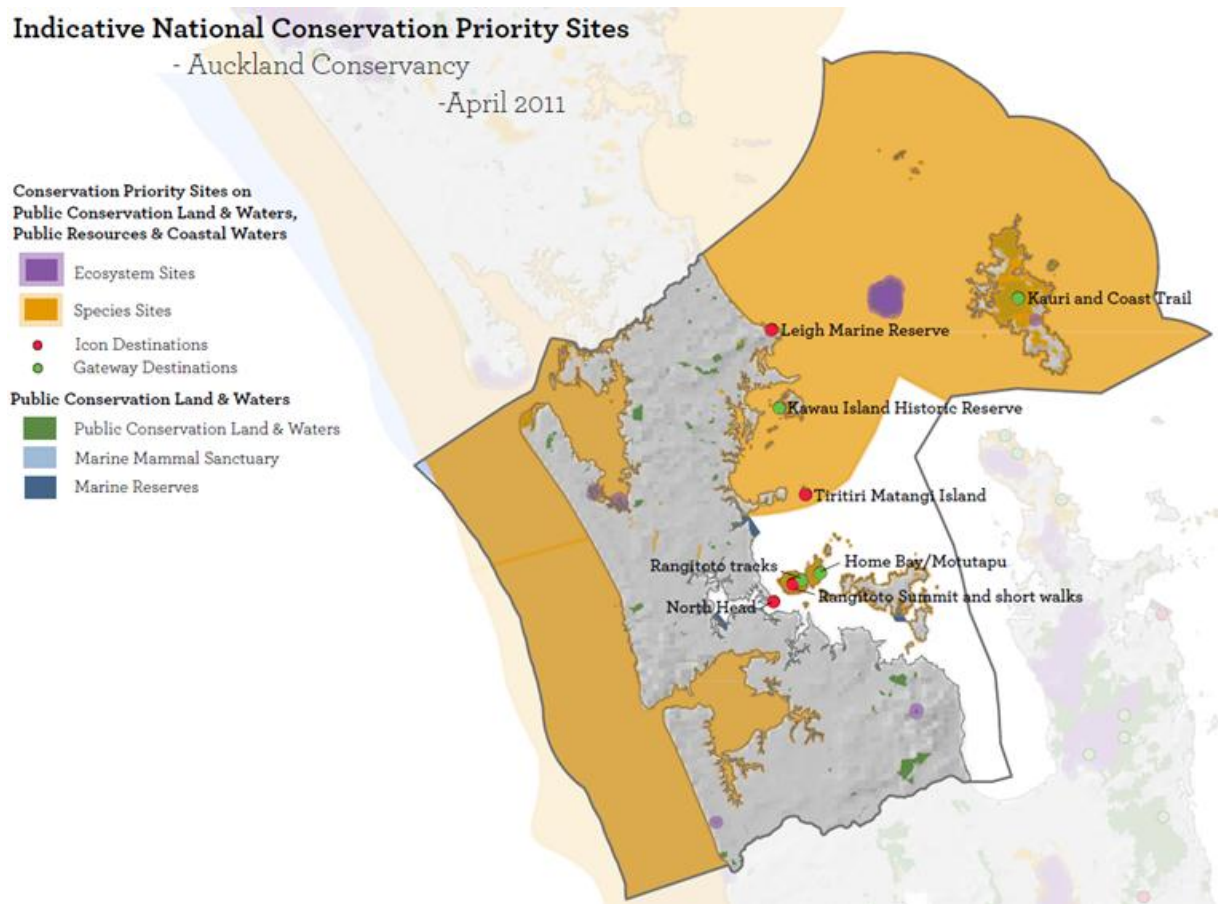 Indicative National Conservation Priority Sites
- Auckland Conservancy
-April 2011
Conservation Priority Sites on
Public Conservation Land & Waters,
Public Resources & Coastal Waters
Ecosystem Sites
Species Sites
Icon Destinations
Gateway Destinations
Public Conservation Land & Waters
Public Conservation Land & Waters
Marine Mammal Sanctuary
Marine Reserves
Kauri and Coast Trail
Leigh Marine Reserve
Kawau Island Historic Reserve
Tiritiri Matangi Island
Rangitoto tracks
Home Bay/Motutapu
Rangitoto Summit and short walks
North Head